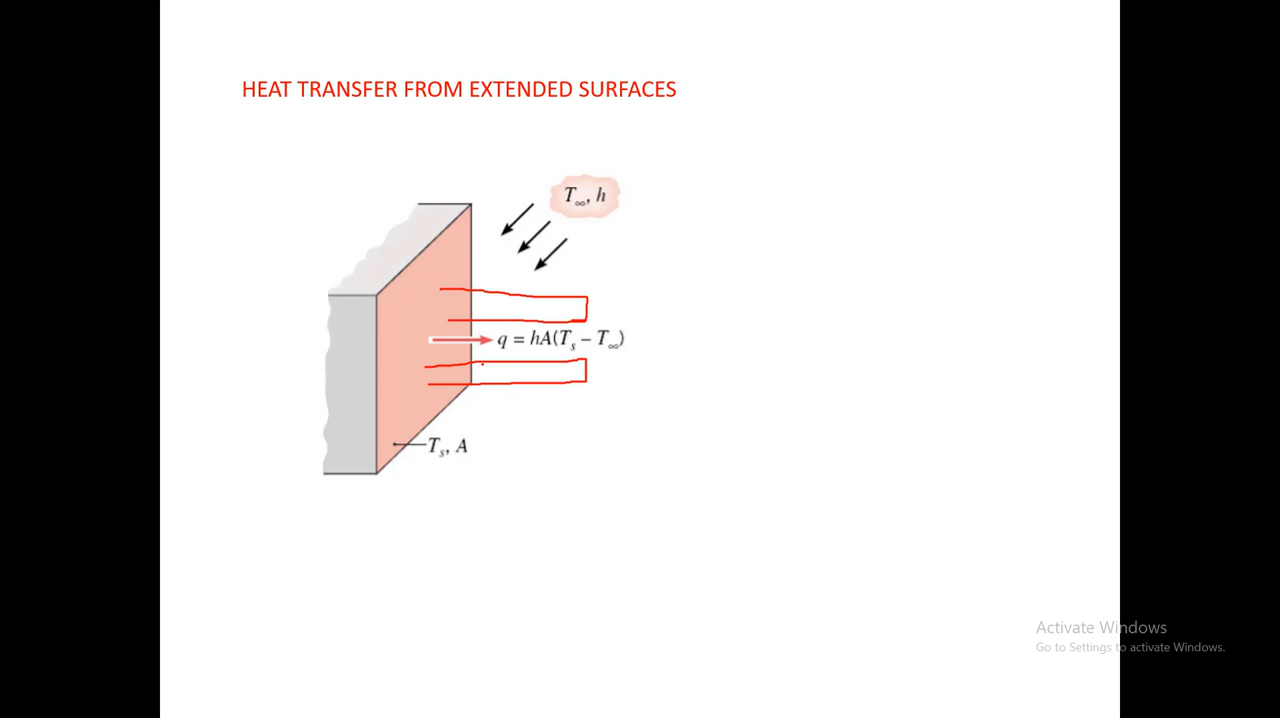 HEAT TRANSFER FROM EXTENDED SURFACES
T∞, h
q = hA(Ts – T∞)
Ts, A
Activate Windows
Go to Settings to activate Windows.